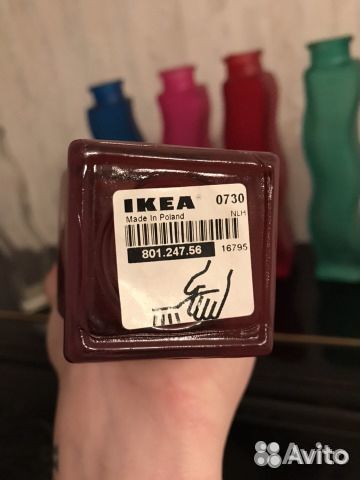 IKEA 0730
Made In Poland NLH
801.247.56 16795
Avito